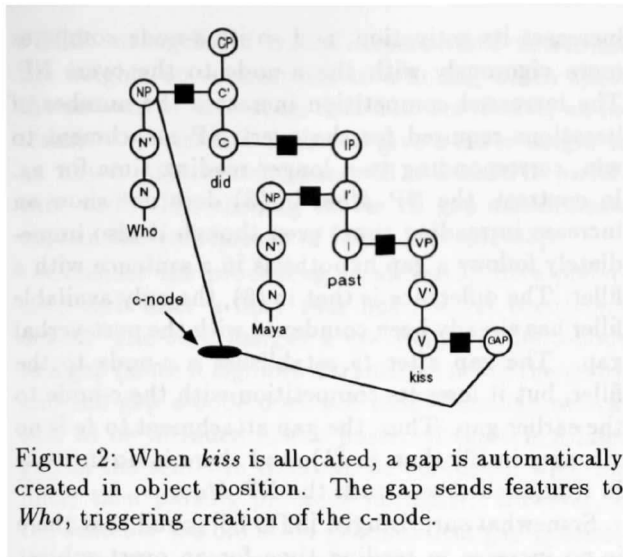 CP
NP C'
N' C IP
did
N NP I'
Who
N' past VP
c-node N V'
Maya
V GAP
kiss
Figure 2: When kiss is allocated, a gap is automatically
created in object position. The gap sends features to
Who, triggering creation of the c-node.